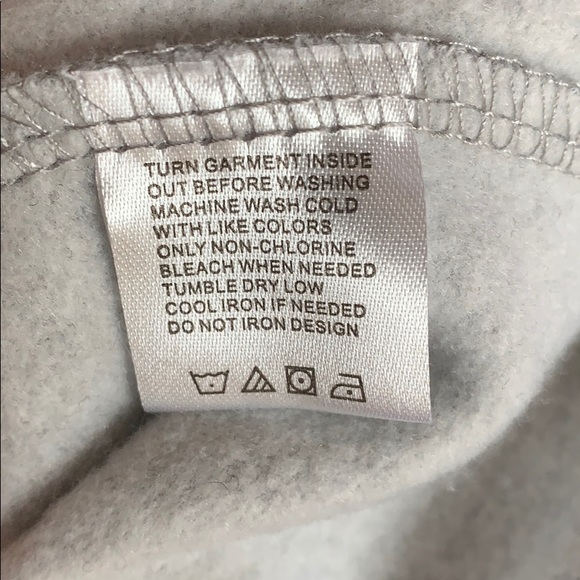 TURN GARMENT INSIDE
OUT BEFORE WASHING
MACHINE WASH COLD
WITH LIKE COLORS
ONLY NON-CHLORINE
BLEACH WHEN NEEDED
TUMBLE DRY LOW
COOL IRON IF NEEDED
DO NOT IRON DESIGN